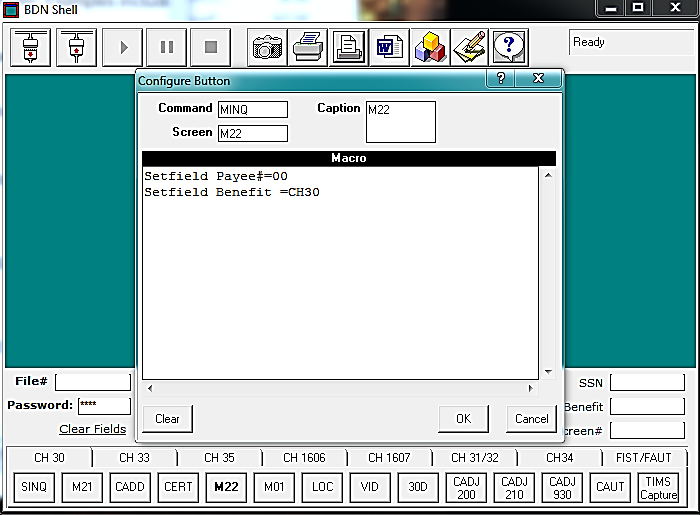 BDN Shell
Ready
Configure Button
Command MINQ Caption M22
Screen M22
Macro
Setfield Payee#=00
Setfield Benefit =CH30
Clear OK Cancel
File# SSN
Password: **** Benefit
Clear Fields creen#
CH 30 CH 33 CH 35 CH 1606 CH 1607 CH 31/32 CH34 FIST/FAUT
SINQ M21 CADD CERT M22 M01 LOC VID 30D CADJ 200 CADJ 210 CADJ 930 CAUT TIMS Capture